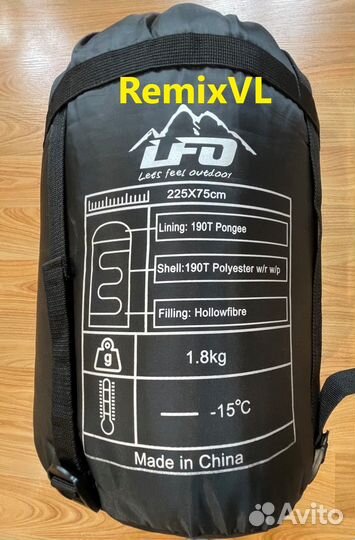 RemixVL
LFO
Lees feel outdoor
225X75cm
Lining: 190T Pongee
Shell:190T Polyester w/r w/p
Filling: Hollowfibre
g
1.8kg
-15℃
Made in China
Avito